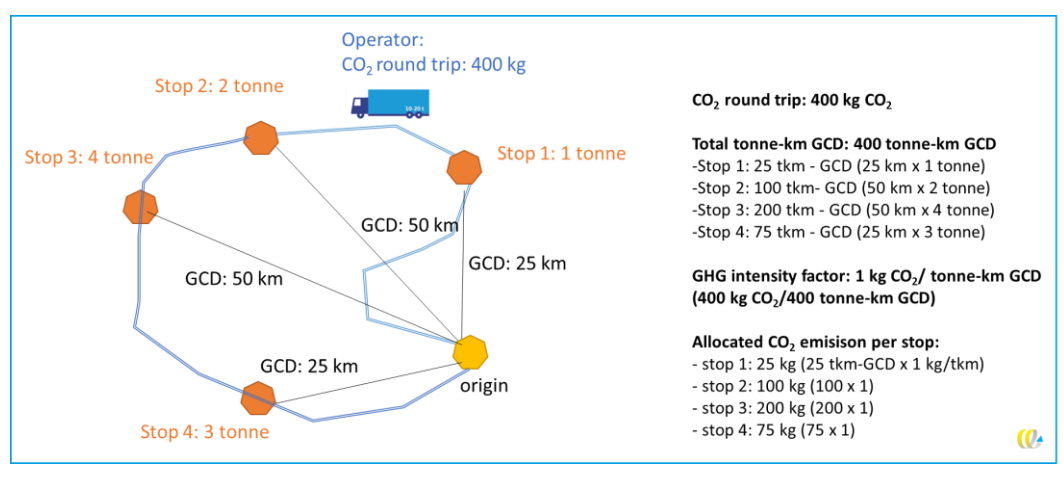 Operator:
CO₂ round trip: 400 kg
Stop 2: 2 tonne
10-20 t
Stop 3: 4 tonne
Stop 1: 1 tonne
GCD: 50 km
GCD: 50 km
GCD: 25 km
GCD: 25 km
origin
Stop 4: 3 tonne
CO₂ round trip: 400 kg CO₂
Total tonne-km GCD: 400 tonne-km GCD
-Stop 1: 25 tkm - GCD (25 km x 1 tonne)
-Stop 2: 100 tkm- GCD (50 km x 2 tonne)
-Stop 3: 200 tkm - GCD (50 km x 4 tonne)
-Stop 4: 75 tkm - GCD (25 km x 3 tonne)
GHG intensity factor: 1 kg CO₂/ tonne-km GCD
(400 kg CO₂/400 tonne-km GCD)
Allocated CO₂ emisison per stop:
- stop 1: 25 kg (25 tkm-GCD x 1 kg/tkm)
- stop 2: 100 kg (100 x 1)
- stop 3: 200 kg (200 x 1)
- stop 4: 75 kg (75 x 1)